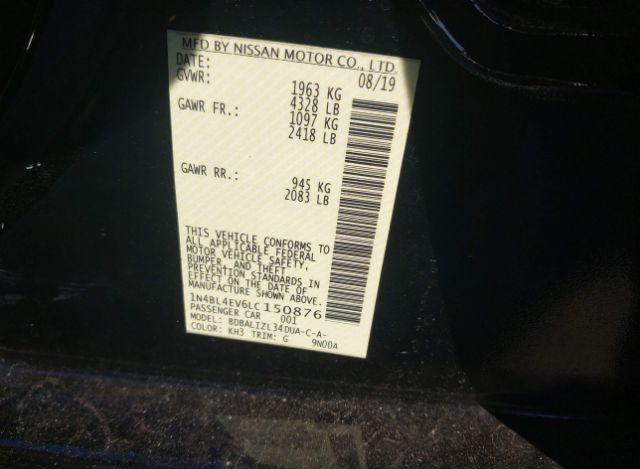 MFD BY NISSAN MOTOR CO., LTD.
DATE: 08/19
GVWR: 1963 KG
4328 LB
GAWR FR.: 1097 KG
2418 LB
GAWR RR.: 945 KG
2083 LB
THIS VEHICLE CONFORMS TO
ALL APPLICABLE FEDERAL
MOTOR VEHICLE SAFETY,
BUMPER, AND THEFT
PREVENTION STANDARDS IN
EFFECT ON THE DATE OF
MANUFACTURE SHOWN ABOVE.
1N4BL4EV6LC150876
PASSENGER CAR 001
MODEL: BDBALIZL34DUA-C-A-
COLOR: KH3 TRIM: G 9N00A